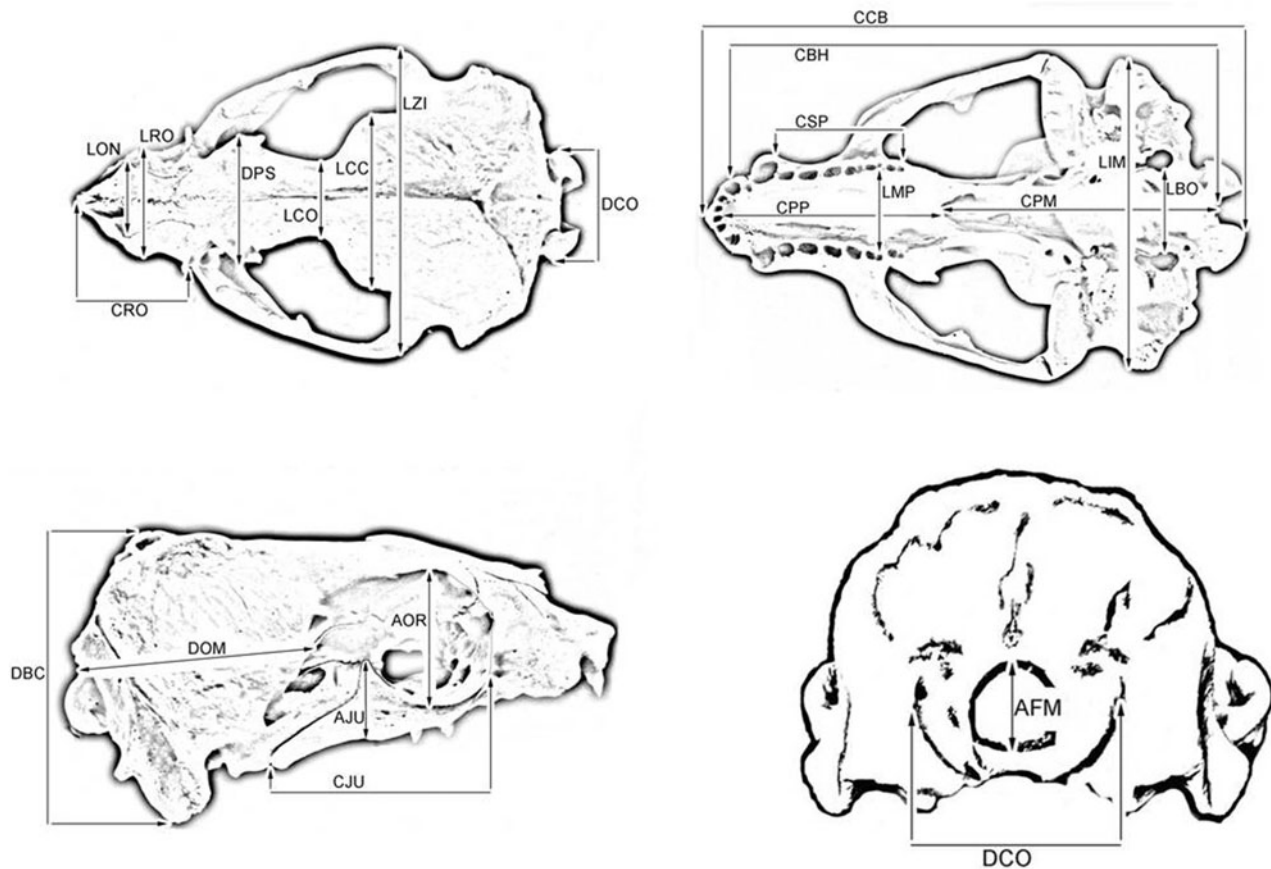 LZI
LRO
LON
DPS
LCC
LCO
DCO
CRO
CCB
CBH
CSP
LIM
LBO
LMP
CPP
CPM
DBC
DOM
AOR
AJU
CJU
AFM
DCO